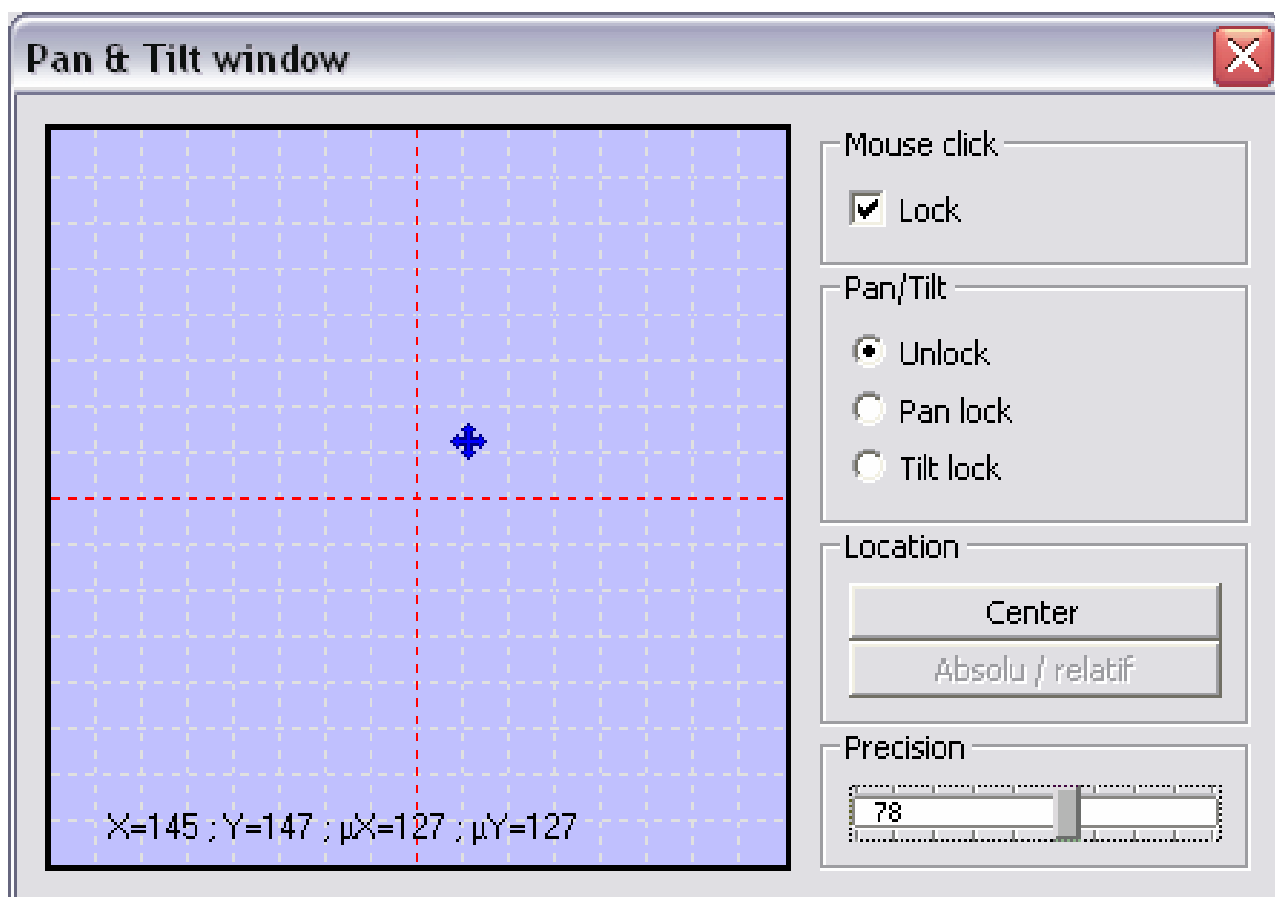 Pan & Tilt window
Mouse click
Lock
Pan/Tilt
Unlock
Pan lock
Tilt lock
Location
Center
Absolu / relatif
Precision
78
X=145 ; Y=147 ; µX=127 ; µY=127